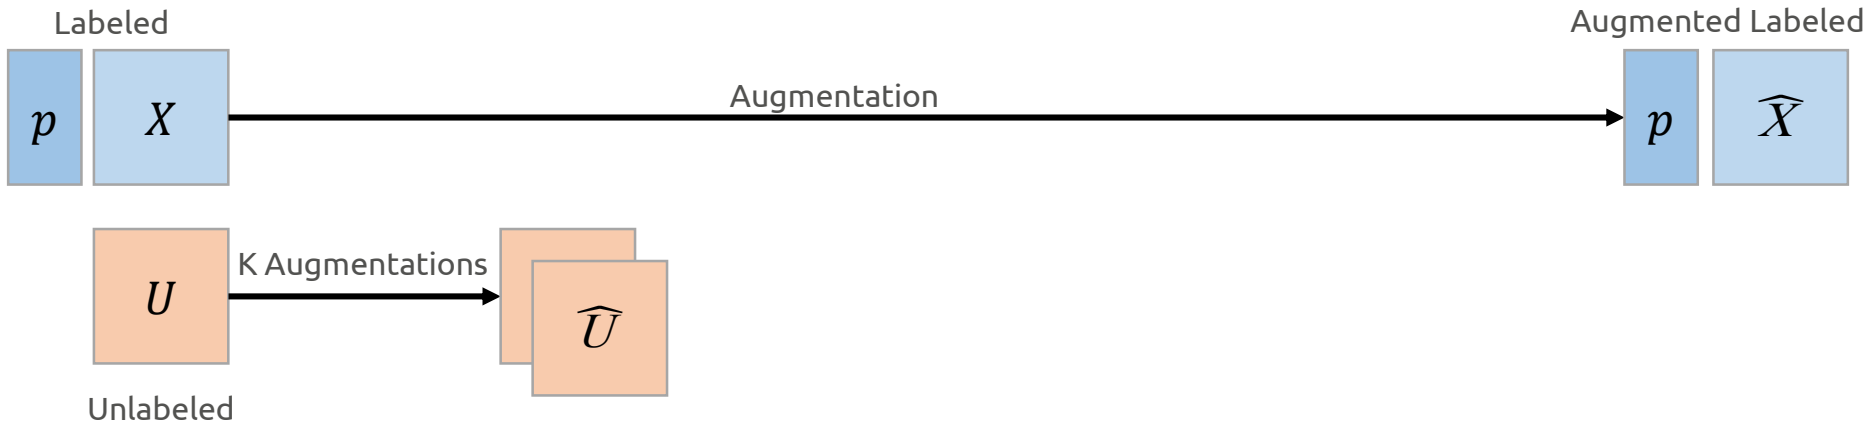 Labeled
Augmented Labeled
p X
Augmentation
p X̂
U
K Augmentations
Û
Unlabeled